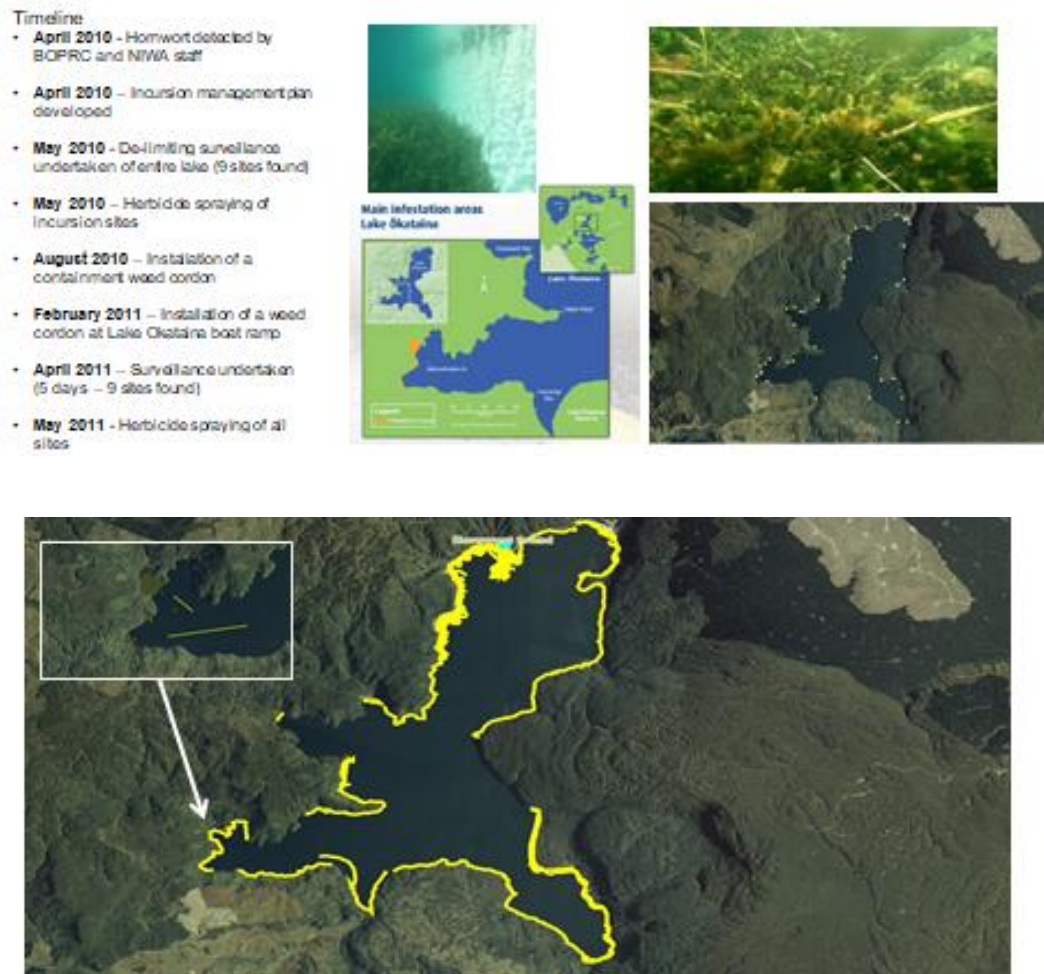 Timeline
• April 2010 - Hornwort detected by
BOPRC and NIWA staff
• April 2010 – Incursion management plan
developed
• May 2010 - De-limiting surveillance
undertaken of entire lake (9 sites found)
• May 2010 – Herbicide spraying of
incursion sites
• August 2010 – Installation of a
containment weed cordon
• February 2011 – Installation of a weed
cordon at Lake Okataina boat ramp
• April 2011 – Surveillance undertaken
(5 days – 9 sites found)
• May 2011 - Herbicide spraying of all
sites
Main infestation areas
Lake Ōkataina
Legend